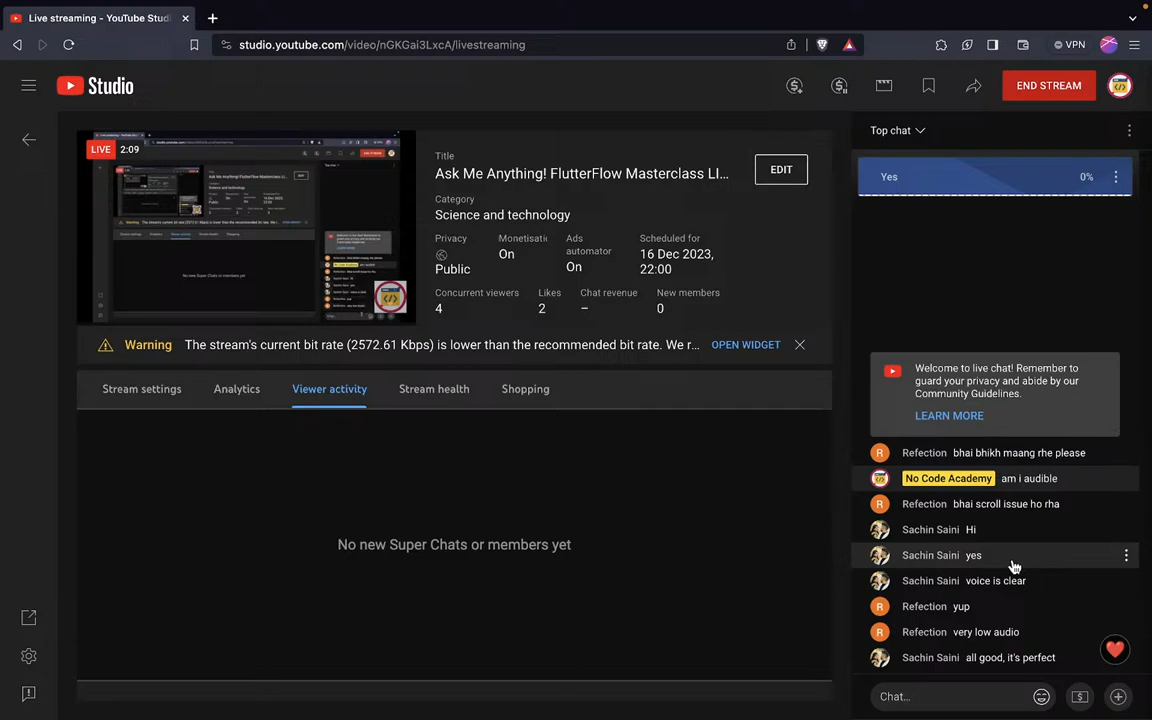 Live streaming - YouTube Studi
studio.youtube.com/video/nGKGai3LxcA/livestreaming
VPN
Studio
END STREAM
LIVE 2:09
Title
Ask Me Anything! FlutterFlow Masterclass LI...
EDIT
Category
Science and technology
Privacy
Public
Monetisatic
On
Ads
automator
On
Scheduled for
16 Dec 2023,
22:00
Concurrent viewers
4
Likes
2
Chat revenue
–
New members
0
Warning The stream's current bit rate (2572.61 Kbps) is lower than the recommended bit rate. We r... OPEN WIDGET
Stream settings Analytics Viewer activity Stream health Shopping
No new Super Chats or members yet
Top chat
Yes 0%
Welcome to live chat! Remember to
guard your privacy and abide by our
Community Guidelines.
LEARN MORE
R Refection bhai bhikh maang rhe please
No Code Academy am i audible
R Refection bhai scroll issue ho rha
Sachin Saini Hi
Sachin Saini yes
Sachin Saini voice is clear
R Refection yup
R Refection very low audio
Sachin Saini all good, it's perfect
Chat...